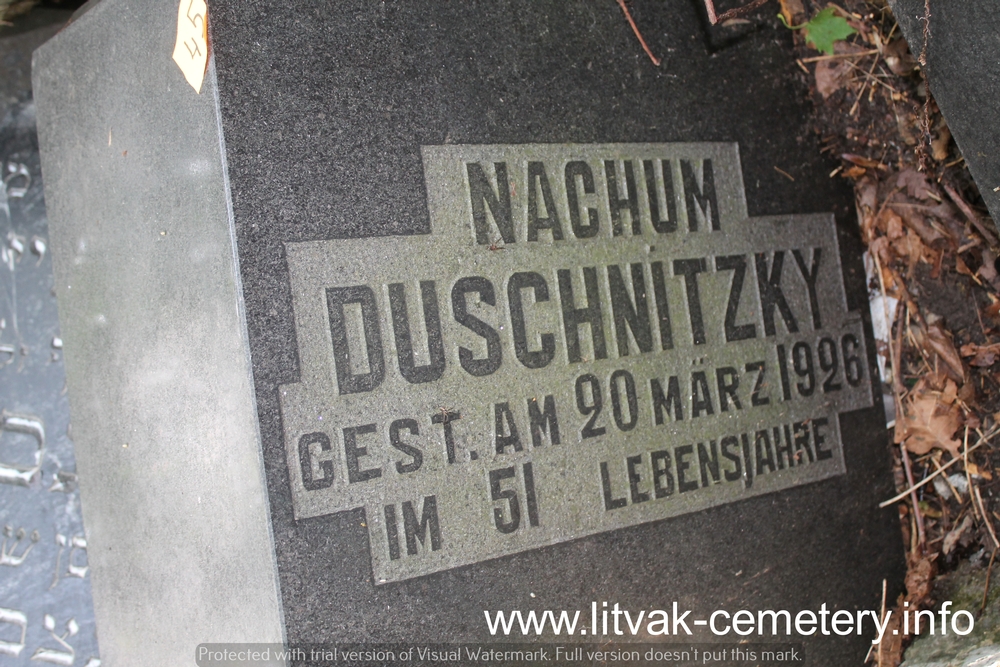 45
NACHUM
DUSCHNITZKY
GEST. AM 20 MÄRZ 1926
IM 51 LEBENSJAHRE
www.litvak-cemetery.info
Protected with trial version of Visual Watermark. Full version doesn't put this mark.